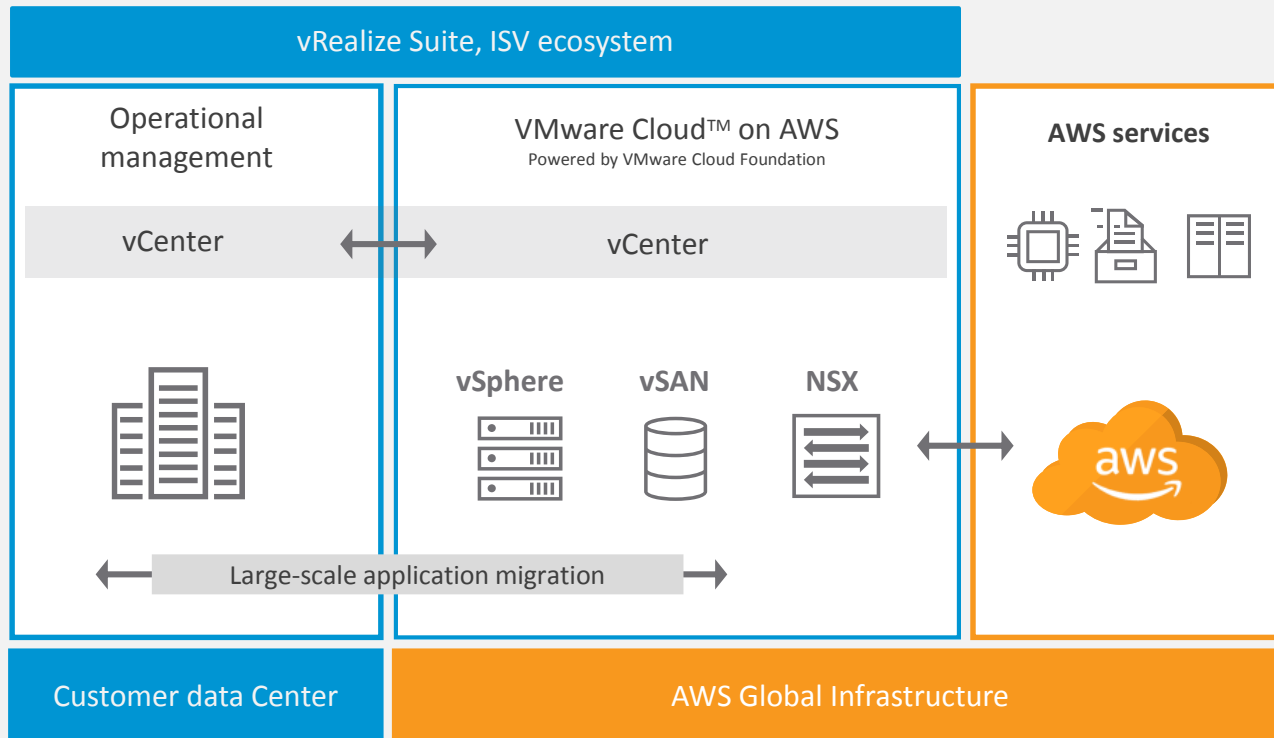 vRealize Suite, ISV ecosystem
Operational
management
VMware Cloud™ on AWS
Powered by VMware Cloud Foundation
AWS services
vCenter
vCenter
vSphere
vSAN
NSX
aws
Large-scale application migration
Customer data Center
AWS Global Infrastructure